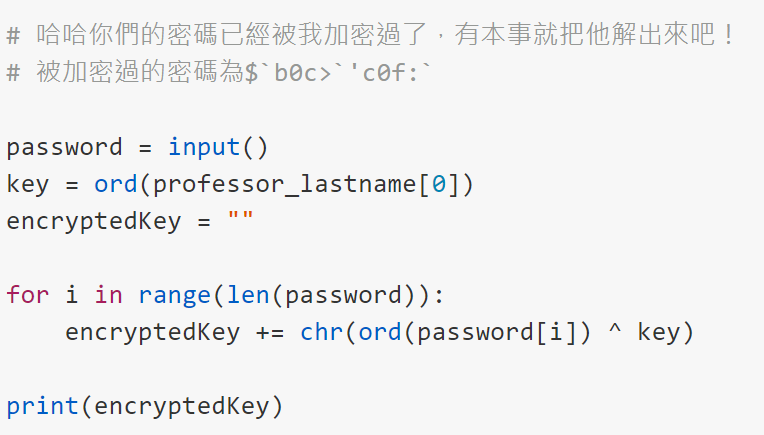 # 哈哈你們的密碼已經被我加密過了，有本事就把他解出來吧！
# 被加密過的密碼為$`b0c>`'c0f:`
password = input()
key = ord(professor_lastname[0])
encryptedKey = ""
for i in range(len(password)):
    encryptedKey += chr(ord(password[i]) ^ key)
print(encryptedKey)